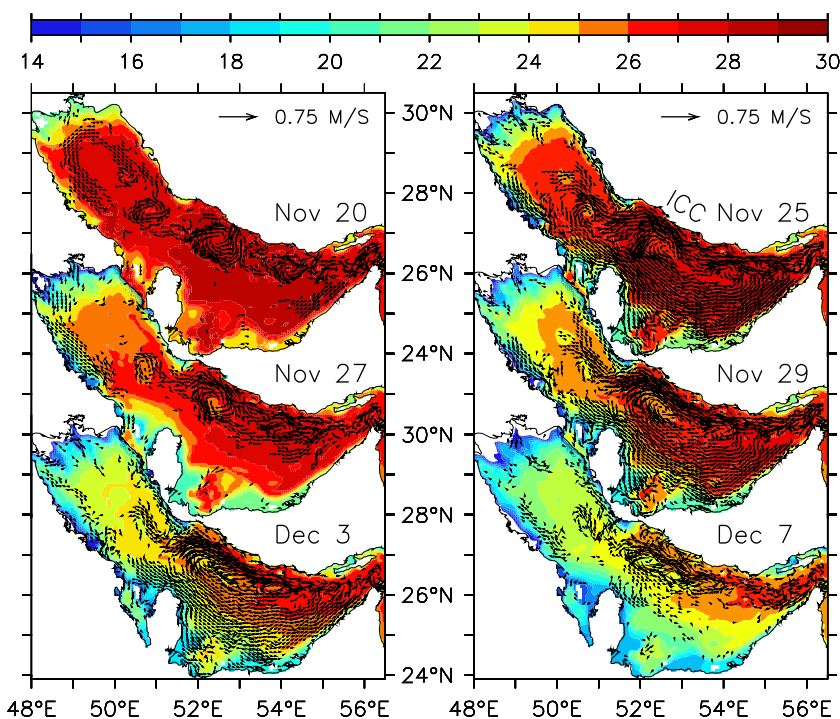 14 16 18 20 22 24 26 28 30
0.75 M/S 0.75 M/S
30°N
ICC
Nov 20 Nov 25
28°N
26°N
24°N
Nov 27 Nov 29
30°N
28°N
Dec 3 Dec 7
26°N
24°N
48°E 50°E 52°E 54°E 56°E 48°E 50°E 52°E 54°E 56°E